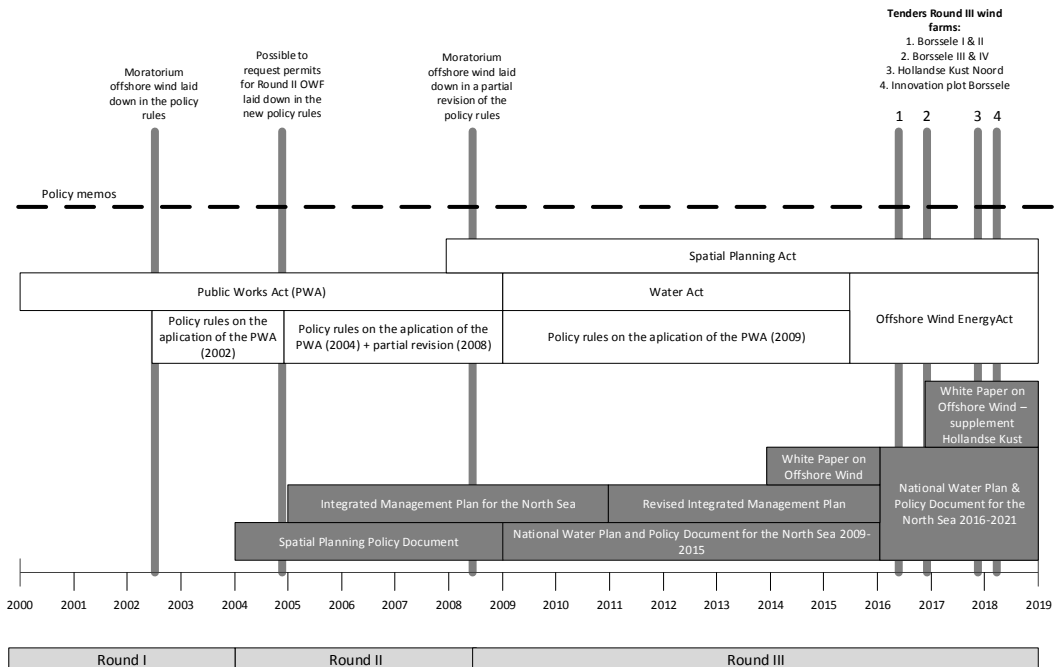 Tenders Round III wind
farms:
1. Borssele I & II
2. Borssele III & IV
3. Hollandse Kust Noord
4. Innovation plot Borssele
Moratorium
offshore wind laid
down in the policy
rules
Possible to
request permits
for Round II OWF
laid down in the
new policy rules
Moratorium
offshore wind laid
down in a partial
revision of the
policy rules
1
2
3
4
Policy memos
Spatial Planning Act
Public Works Act (PWA)
Water Act
Offshore Wind EnergyAct
Policy rules on the
aplication of the PWA
(2002)
Policy rules on the aplication of the
PWA (2004) + partial revision (2008)
Policy rules on the aplication of the PWA (2009)
White Paper on
Offshore Wind –
supplement
Hollandse Kust
White Paper on
Offshore Wind
Integrated Management Plan for the North Sea
Revised Integrated Management Plan
National Water Plan &
Policy Document for the
North Sea 2016-2021
Spatial Planning Policy Document
National Water Plan and Policy Document for the North Sea 2009-
2015
2000
2001
2002
2003
2004
2005
2006
2007
2008
2009
2010
2011
2012
2013
2014
2015
2016
2017
2018
2019
Round I
Round II
Round III